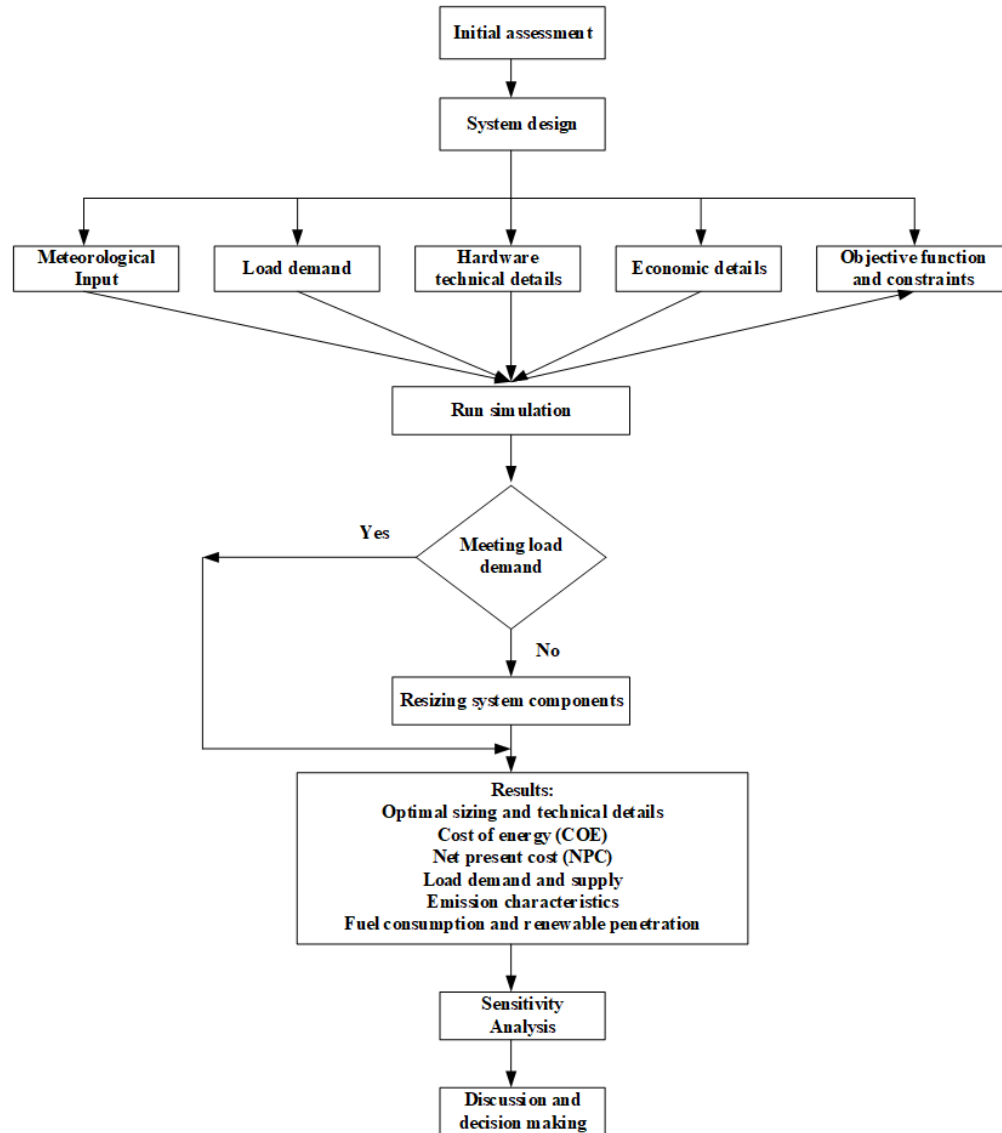 Initial assessment
System design
Meteorological
Input
Load demand
Hardware
technical details
Economic details
Objective function
and constraints
Run simulation
Yes
Meeting load
demand
No
Resizing system components
Results:
Optimal sizing and technical details
Cost of energy (COE)
Net present cost (NPC)
Load demand and supply
Emission characteristics
Fuel consumption and renewable penetration
Sensitivity
Analysis
Discussion and
decision making